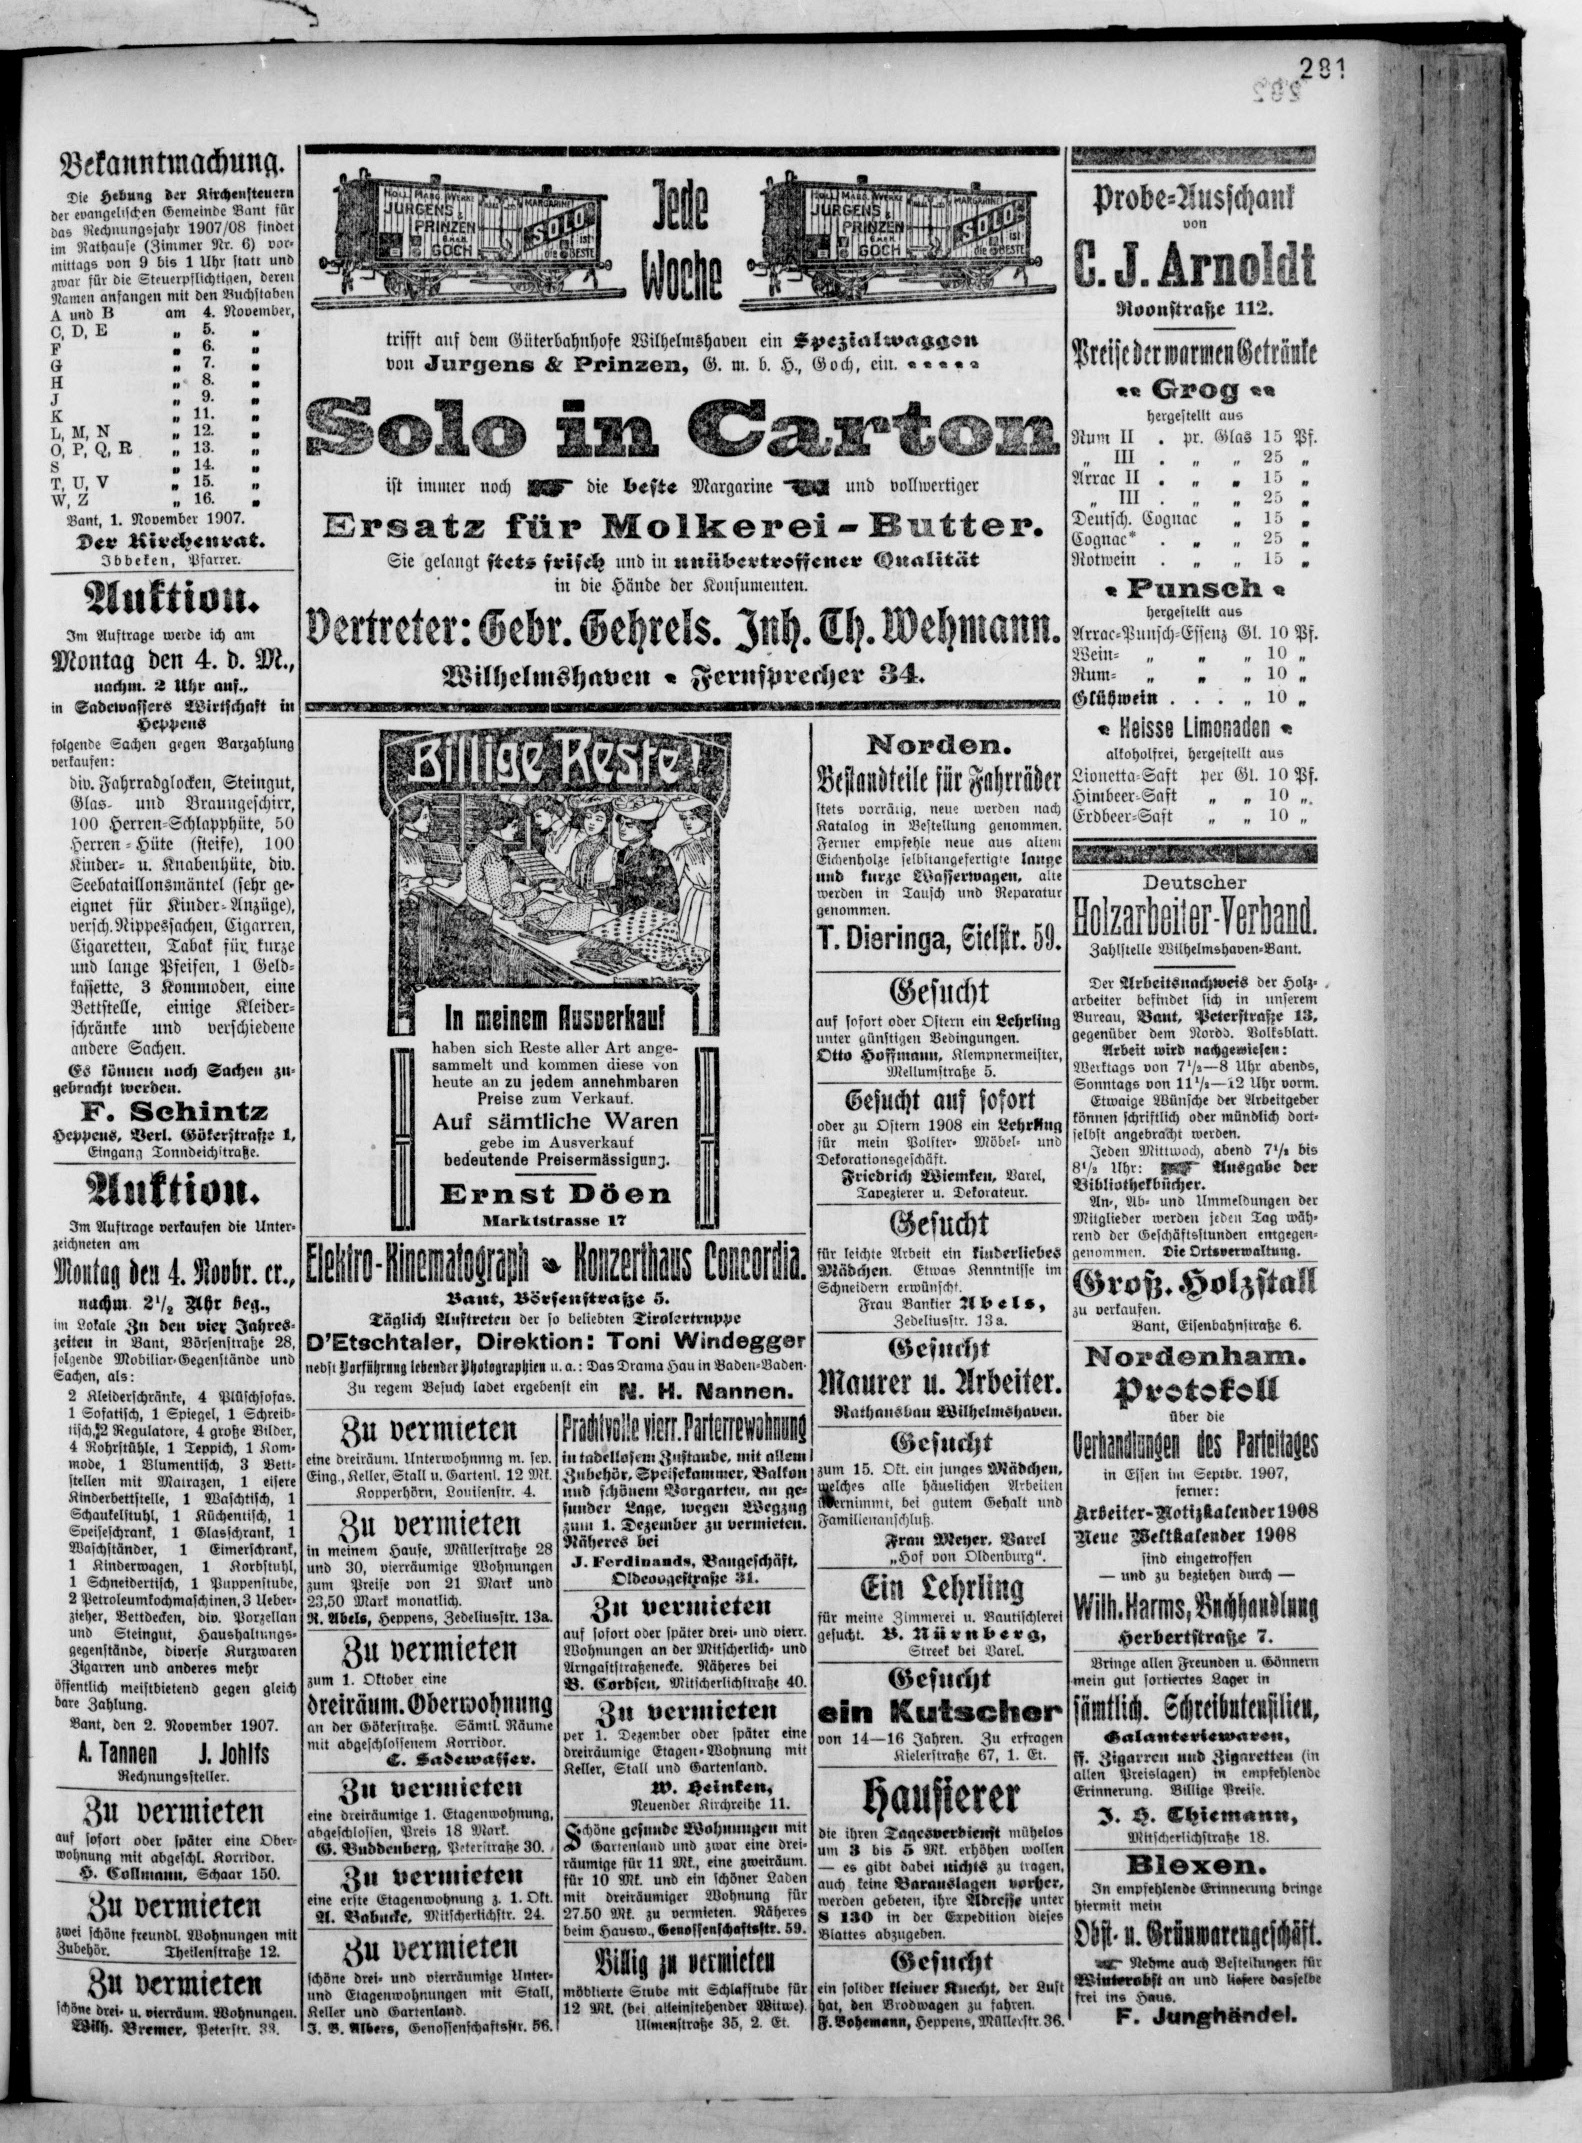 281
Bekanntmachung.
Die Hebung der Kirchensteuern
der evangelischen Gemeinde Bant für
das Rechnungsjahr 1907/08 findet
im Rathause (Zimmer Nr. 6) vor-
mittags von 9 bis 1 Uhr statt und
zwar für die Steuerpflichtigen, deren
Namen anfangen mit den Buchstaben
A und B am 4. November,
C, D, E „ 5. „
F „ 6. „
G „ 7. „
H „ 8. „
J „ 9. „
K „ 11. „
L, M, N „ 12. „
O, P, Q, R „ 13. „
S „ 14. „
T, U, V „ 15. „
W, Z „ 16. „
Bant, 1. November 1907.
Der Kirchenrat.
Ibbeken, Pfarrer.
Auktion.
Im Auftrage werde ich am
Montag den 4. d. M.,
nachm. 2 Uhr anf.,
in Sadewassers Wirtschaft in
Heppens
folgende Sachen gegen Barzahlung
verkaufen:
div. Fahrradglocken, Steingut,
Glas- und Braungeschirr,
100 Herren-Schlapphüte, 50
Herren-Hüte (steife), 100
Kinder- u. Knabenhüte, div.
Seebataillonsmäntel (sehr ge-
eignet für Kinder-Anzüge),
versch. Nippessachen, Cigarren,
Cigaretten, Tabak für kurze
und lange Pfeifen, 1 Geld-
kassette, 3 Kommoden, eine
Bettstelle, einige Kleider-
schränke und verschiedene
andere Sachen.
Es können noch Sachen zu-
gebracht werden.
F. Schintz
Heppens, Verl. Gökerstraße 1,
Eingang Tonndeichstraße.
Auktion.
Im Auftrage verkaufen die Unter-
zeichneten am
Montag den 4. Novbr. cr.,
nachm. 2½ Uhr beg.,
im Lokale Zu den vier Jahres-
zeiten in Bant, Börsenstraße 28,
folgende Mobiliar-Gegenstände und
Sachen, als:
2 Kleiderschränke, 4 Plüschsofas,
1 Sofatisch, 1 Spiegel, 1 Schreib-
tisch, 2 Regulatore, 4 große Bilder,
4 Rohrstühle, 1 Teppich, 1 Kom-
mode, 1 Blumentisch, 3 Bett-
stellen mit Matrazen, 1 eiserne
Kinderbettstelle, 1 Waschtisch, 1
Schaukelstuhl, 1 Küchentisch, 1
Speiseschrank, 1 Glasschrank, 1
Waschständer, 1 Eimerschrank,
1 Kinderwagen, 1 Korbstuhl,
1 Schneidertisch, 1 Puppenstube,
2 Petroleumkochmaschinen, 3 Ueber-
zieher, Bettdecken, div. Porzellan
und Steingut, Haushaltungs-
gegenstände, diverse Kurzwaren
Zigarren und anderes mehr
öffentlich meistbietend gegen gleich
bare Zahlung.
Bant, den 2. November 1907.
A. Tannen J. Johlfs
Rechnungssteller.
Zu vermieten
auf sofort oder später eine Ober-
wohnung mit abgeschl. Korridor.
H. Collmann, Schaar 150.
Zu vermieten
zwei schöne freundl. Wohnungen mit
Zubehör. Theilenstraße 12.
Zu vermieten
schöne drei- u. vierräum. Wohnungen.
Wilh. Bremer, Peterstr. 33.
HOLL. MARG. WERKE
JURGENS &
PRINZEN
G.M.B.H.
GOCH
MARGARINE
SOLO
ist
DIE BESTE
Jede
Woche
HOLL. MARG. WERKE
JURGENS &
PRINZEN
G.M.B.H.
GOCH
MARGARINE
SOLO
ist
die BESTE
trifft auf dem Güterbahnhofe Wilhelmshaven ein Spezialwaggon
von Jurgens & Prinzen, G. m. b. H., Goch, ein.
Solo in Carton
ist immer noch die beste Margarine und vollwertiger
Ersatz für Molkerei-Butter.
Sie gelangt stets frisch und in unübertroffener Qualität
in die Hände der Konsumenten.
Vertreter: Gebr. Gehrels. Inh. Th. Wehmann.
Wilhelmshaven • Fernsprecher 34.
Billige Reste!
In meinem Ausverkauf
haben sich Reste aller Art ange-
sammelt und kommen diese von
heute an zu jedem annehmbaren
Preise zum Verkauf.
Auf sämtliche Waren
gebe im Ausverkauf
bedeutende Preisermässigung.
Ernst Döen
Marktstrasse 17
Elektro-Kinematograph Konzerthaus Concordia.
Bant, Börsenstraße 5.
Täglich Auftreten der so beliebten Tirolertruppe
D'Etschtaler, Direktion: Toni Windegger
nebst Vorführung lebender Photographien u. a.: Das Drama Hau in Baden-Baden.
Zu regem Besuch ladet ergebenst ein N. H. Nannen.
Zu vermieten
eine dreiräum. Unterwohnung m. sep.
Eing., Keller, Stall u. Gartenl. 12 Mk.
Kopperhörn, Louisenstr. 4.
Zu vermieten
in meinem Hause, Müllerstraße 28
und 30, vierräumige Wohnungen
zum Preise von 21 Mark und
23,50 Mark monatlich.
R. Abels, Heppens, Zedeliusstr. 13a.
Zu vermieten
zum 1. Oktober eine
dreiräum. Oberwohnung
an der Gökerstraße. Sämtl. Räume
mit abgeschlossenem Korridor.
C. Sadewasser.
Zu vermieten
eine dreiräumige 1. Etagenwohnung,
abgeschlossen, Preis 18 Mark.
G. Buddenberg, Peterstraße 30.
Zu vermieten
eine erste Etagenwohnung z. 1. Okt.
A. Babucke, Mitscherlichstr. 24.
Zu vermieten
schöne drei- und vierräumige Unter-
und Etagenwohnungen mit Stall,
Keller und Gartenland.
J. B. Albers, Genossenschaftsstr. 56.
Prachtvolle vierr. Parterrewohnung
in tadellosem Zustande, mit allem
Zubehör, Speisekammer, Balkon
und schönem Vorgarten, an ge-
sunder Lage, wegen Wegzug
zum 1. Dezember zu vermieten.
Näheres bei
J. Ferdinands, Baugeschäft,
Oldeoogestraße 31.
Zu vermieten
auf sofort oder später drei- und vierr.
Wohnungen an der Mitscherlich- und
Arngaststraßenecke. Näheres bei
B. Cordsen, Mitscherlichstraße 40.
Zu vermieten
per 1. Dezember oder später eine
dreiräumige Etagen-Wohnung mit
Keller, Stall und Gartenland.
W. Heinken,
Neuender Kirchreihe 11.
Schöne gesunde Wohnungen mit
Gartenland und zwar eine drei-
räumige für 11 Mk., eine zweiräum.
für 10 Mk. und ein schöner Laden
mit dreiräumiger Wohnung für
27.50 Mk. zu vermieten. Näheres
beim Hausw., Genossenschaftsstr. 59.
Billig zu vermieten
möblierte Stube mit Schlafstube für
12 Mk. (bei alleinstehender Witwe).
Ulmenstraße 35, 2. Et.
Norden.
Bestandteile für Fahrräder
stets vorrätig, neue werden nach
Katalog in Bestellung genommen.
Ferner empfehle neue aus altem
Eichenholze selbstangefertigte lange
und kurze Wasserwagen, alte
werden in Tausch und Reparatur
genommen.
T. Dieringa, Sielstr. 59.
Gesucht
auf sofort oder Ostern ein Lehrling
unter günstigen Bedingungen.
Otto Hoffmann, Klempnermeister,
Mellumstraße 5.
Gesucht auf sofort
oder zu Ostern 1908 ein Lehrling
für mein Polster- Möbel- und
Dekorationsgeschäft.
Friedrich Wiemken, Varel,
Tapezierer u. Dekorateur.
Gesucht
für leichte Arbeit ein kinderliebes
Mädchen. Etwas Kenntnisse im
Schneidern erwünscht.
Frau Bankier Abels,
Zedeliusstr. 13a.
Gesucht
Maurer u. Arbeiter.
Rathausbau Wilhelmshaven.
Gesucht
zum 15. Okt. ein junges Mädchen,
welches alle häuslichen Arbeiten
übernimmt, bei gutem Gehalt und
Familienanschluß.
Frau Meyer, Varel
„Hof von Oldenburg“.
Ein Lehrling
für meine Zimmerei u. Bautischlerei
gesucht. B. Nürnberg,
Streek bei Varel.
Gesucht
ein Kutscher
von 14—16 Jahren. Zu erfragen
Kielerstraße 67, 1. Et.
Hausierer
die ihren Tagesverdienst mühelos
um 3 bis 5 Mk. erhöhen wollen
— es gibt dabei nichts zu tragen,
auch keine Barauslagen vorher,
werden gebeten, ihre Adresse unter
S 130 in der Expedition dieses
Blattes abzugeben.
Gesucht
ein solider kleiner Knecht, der Lust
hat, den Brodwagen zu fahren.
F. Bohemann, Heppens, Müllerstr. 36.
Probe-Ausschank
von
C. J. Arnoldt
Roonstraße 112.
Preise der warmen Getränke
Grog
hergestellt aus
Rum II . pr. Glas 15 Pf.
„ III . „ „ 25 „
Arrac II . „ „ 15 „
„ III . „ „ 25 „
Deutsch. Cognac „ 15 „
Cognac* . „ „ 25 „
Rotwein . „ „ 15 „
Punsch
hergestellt aus
Arrac-Punsch-Essenz Gl. 10 Pf.
Wein- „ „ „ 10 „
Rum- „ „ „ 10 „
Glühwein . . . „ 10 „
Heisse Limonaden
alkoholfrei, hergestellt aus
Lionetta-Saft per Gl. 10 Pf.
Himbeer-Saft „ „ 10 „
Erdbeer-Saft „ „ 10 „
Deutscher
Holzarbeiter-Verband.
Zahlstelle Wilhelmshaven-Bant.
Der Arbeitsnachweis der Holz-
arbeiter befindet sich in unserem
Bureau, Bant, Peterstraße 13,
gegenüber dem Nordd. Volksblatt.
Arbeit wird nachgewiesen:
Werktags von 7½—8 Uhr abends,
Sonntags von 11½—12 Uhr vorm.
Etwaige Wünsche der Arbeitgeber
können schriftlich oder mündlich dort-
selbst angebracht werden.
Jeden Mittwoch, abend 7½ bis
8½ Uhr: Ausgabe der
Bibliothekbücher.
An-, Ab- und Ummeldungen der
Mitglieder werden jeden Tag wäh-
rend der Geschäftsstunden entgegen-
genommen. Die Ortsverwaltung.
Groß. Holzstall
zu verkaufen.
Bant, Eisenbahnstraße 6.
Nordenham.
Protokoll
über die
Verhandlungen des Parteitages
in Essen im Septbr. 1907,
ferner:
Arbeiter-Notizkalender 1908
Neue Weltkalender 1908
sind eingetroffen
— und zu beziehen durch —
Wilh. Harms, Buchhandlung
Herbertstraße 7.
Bringe allen Freunden u. Gönnern
mein gut sortiertes Lager in
sämtlich. Schreibutensilien,
Galanteriewaren,
ff. Zigarren und Zigaretten (in
allen Preislagen) in empfehlende
Erinnerung. Billige Preise.
J. H. Thiemann,
Mitscherlichstraße 18.
Blexen.
In empfehlende Erinnerung bringe
hiermit mein
Obst- u. Grünwarengeschäft.
Nehme auch Bestellungen für
Winterobst an und liefere dasselbe
frei ins Haus.
F. Junghändel.